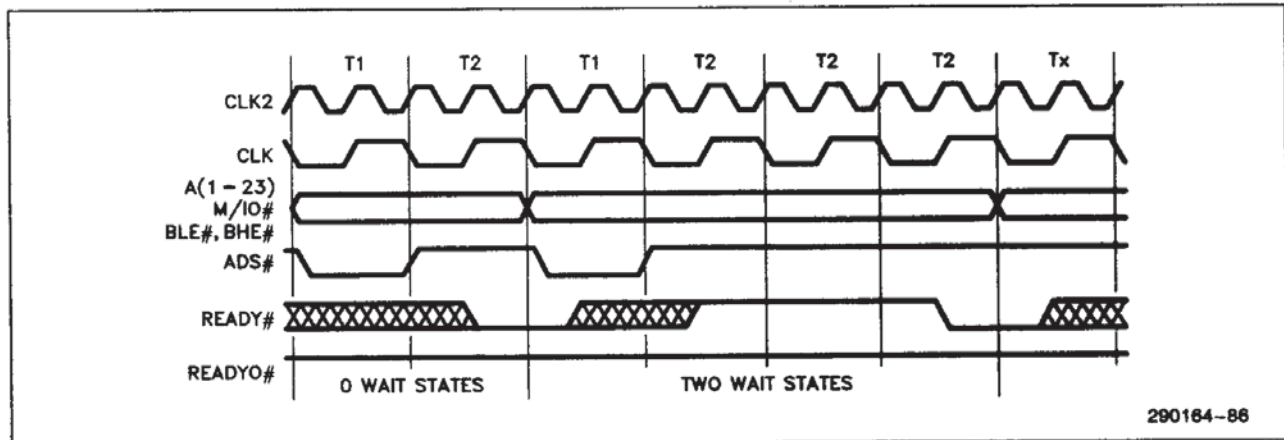 T1 T2 T1 T2 T2 T2 Tx
CLK2
CLK
A(1-23)
M/IO#
BLE#, BHE#
ADS#
READY#
READYO#
0 WAIT STATES TWO WAIT STATES
290164-86